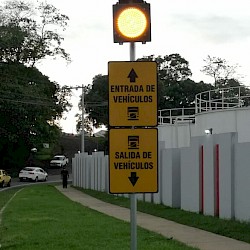 ENTRADA DE
VEHÍCULOS
SALIDA DE
VEHÍCULOS